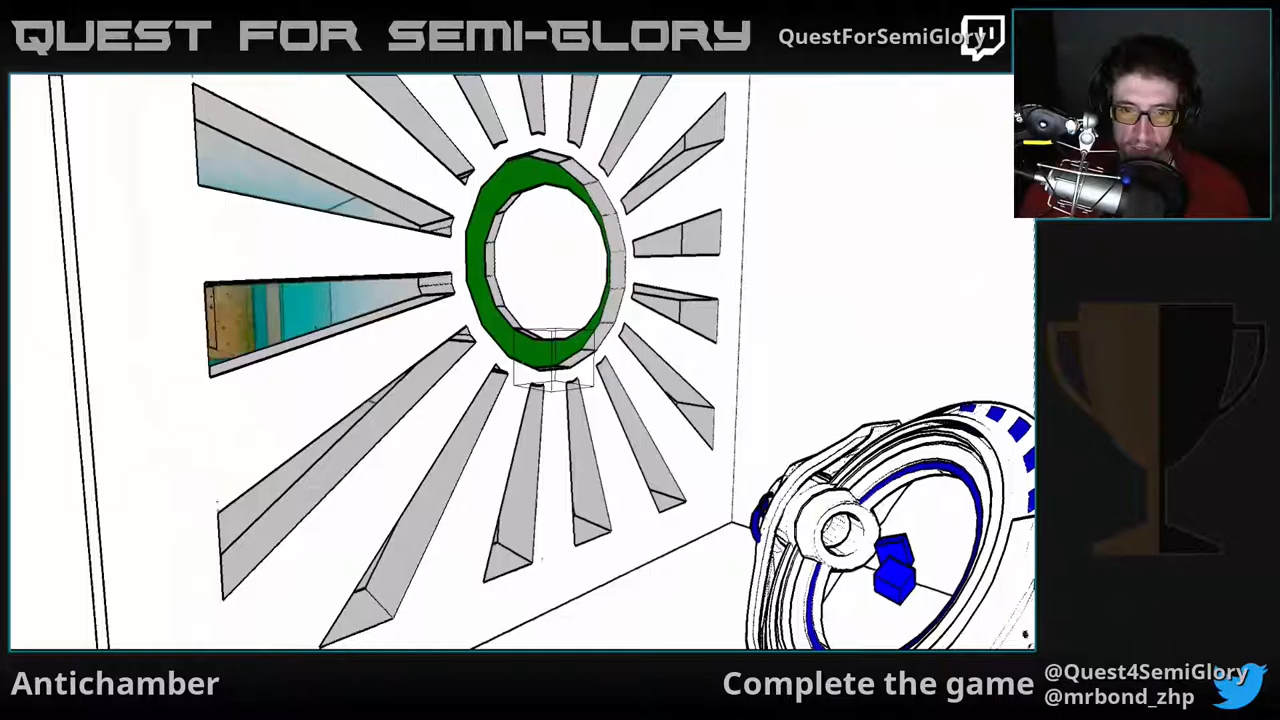 QUEST FOR SEMI-GLORY
QuestForSemiGlory
Antichamber
Complete the game
@Quest4SemiGlory
@mrbond_zhp